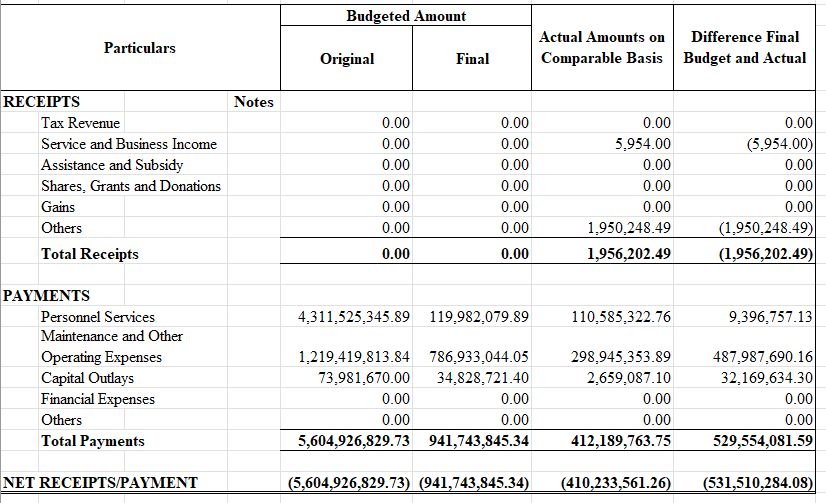 Particulars Budgeted Amount Actual Amounts on Comparable Basis Difference Final Budget and Actual
Original Final
RECEIPTS Notes
Tax Revenue 0.00 0.00 0.00 0.00
Service and Business Income 0.00 0.00 5,954.00 (5,954.00)
Assistance and Subsidy 0.00 0.00 0.00 0.00
Shares, Grants and Donations 0.00 0.00 0.00 0.00
Gains 0.00 0.00 0.00 0.00
Others 0.00 0.00 1,950,248.49 (1,950,248.49)
Total Receipts 0.00 0.00 1,956,202.49 (1,956,202.49)
PAYMENTS
Personnel Services 4,311,525,345.89 119,982,079.89 110,585,322.76 9,396,757.13
Maintenance and Other
Operating Expenses 1,219,419,813.84 786,933,044.05 298,945,353.89 487,987,690.16
Capital Outlays 73,981,670.00 34,828,721.40 2,659,087.10 32,169,634.30
Financial Expenses 0.00 0.00 0.00 0.00
Others 0.00 0.00 0.00 0.00
Total Payments 5,604,926,829.73 941,743,845.34 412,189,763.75 529,554,081.59
NET RECEIPTS/PAYMENT (5,604,926,829.73) (941,743,845.34) (410,233,561.26) (531,510,284.08)